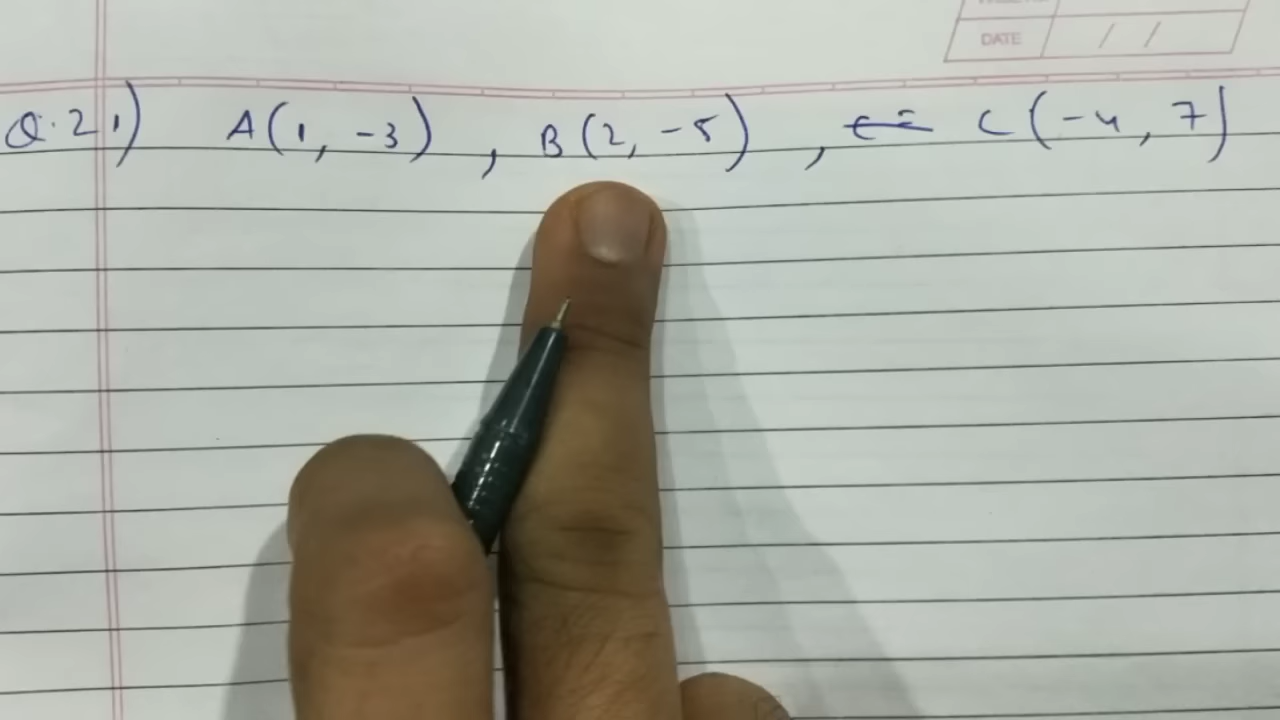 DATE / /
Q.21) A(1, -3), B(2, -5), C(-4, 7)